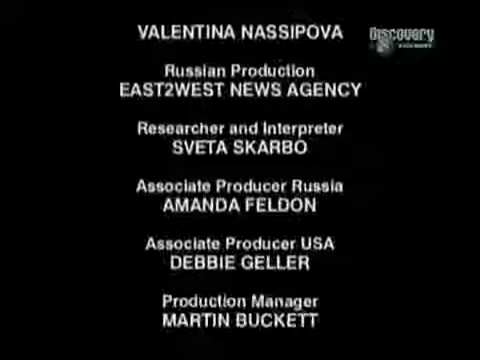 VALENTINA NASSIPOVA
Discovery
Russian Production
EAST2WEST NEWS AGENCY
Researcher and Interpreter
SVETA SKARBO
Associate Producer Russia
AMANDA FELDON
Associate Producer USA
DEBBIE GELLER
Production Manager
MARTIN BUCKETT